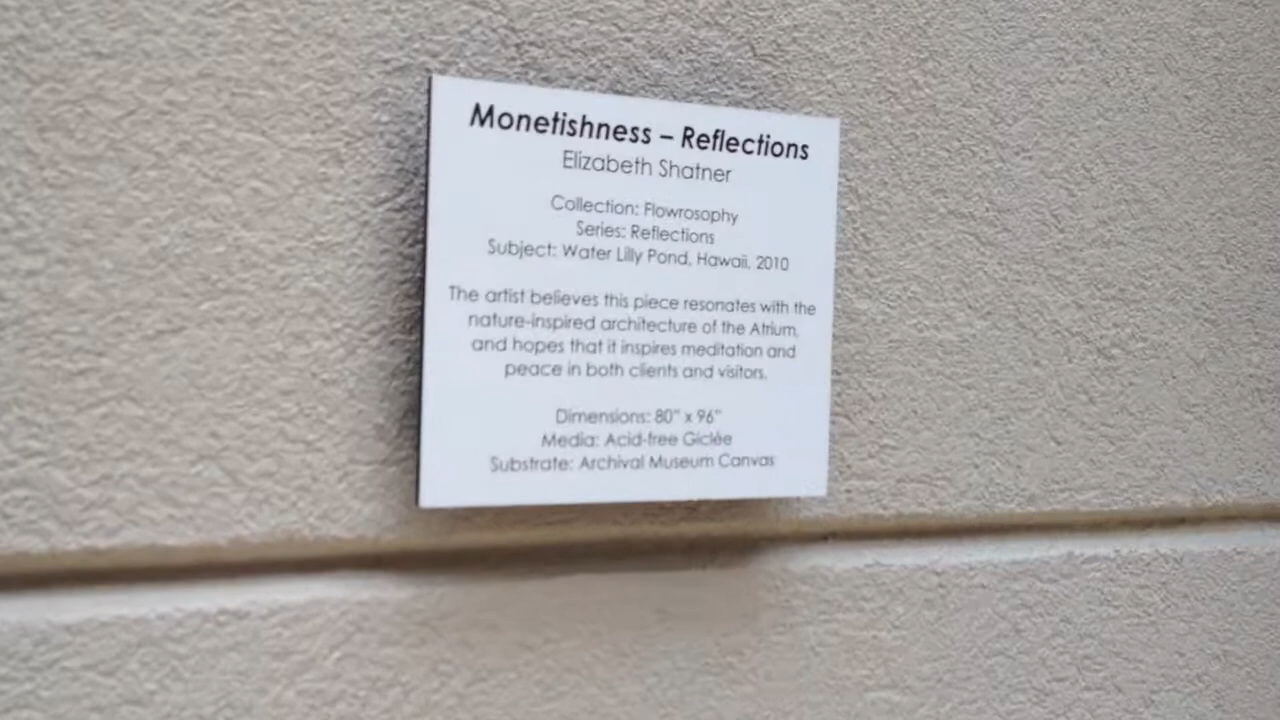 Monetishness – Reflections
Elizabeth Shatner
Collection: Flowrosophy
Series: Reflections
Subject: Water Lilly Pond, Hawaii, 2010
The artist believes this piece resonates with the
nature-inspired architecture of the Atrium,
and hopes that it inspires meditation and
peace in both clients and visitors.
Dimensions: 80" x 96"
Media: Acid-free Giclée
Substrate: Archival Museum Canvas